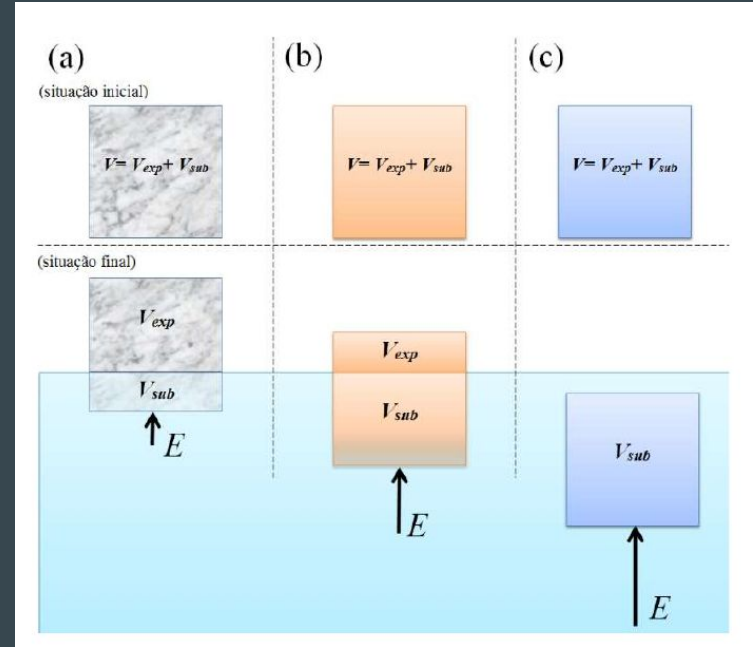 (a)
(b)
(c)
(situação inicial)
V= Vexp+ Vsub
V= Vexp+ Vsub
V= Vexp+ Vsub
(situação final)
Vexp
Vsub
E
Vexp
Vsub
E
Vsub
E